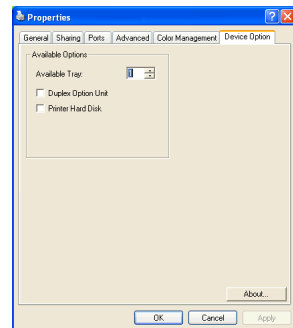 Properties
General Sharing Ports Advanced Color Management Device Option
Available Options
Available Tray: 1
Duplex Option Unit
Printer Hard Disk
About...
OK Cancel Apply